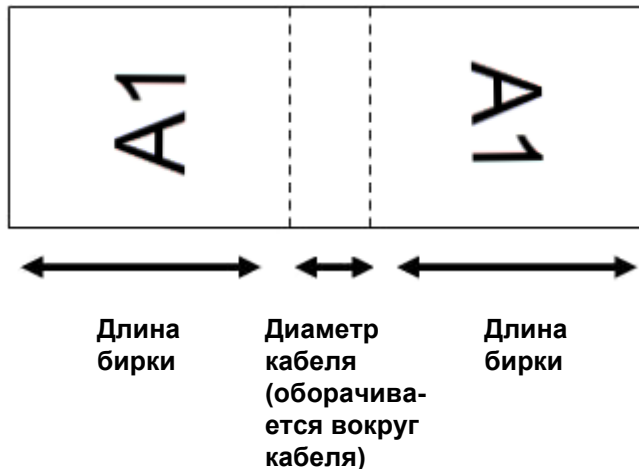 A1
A1
Длина
бирки
Диаметр
кабеля
(оборачива-
ется вокруг
кабеля)
Длина
бирки